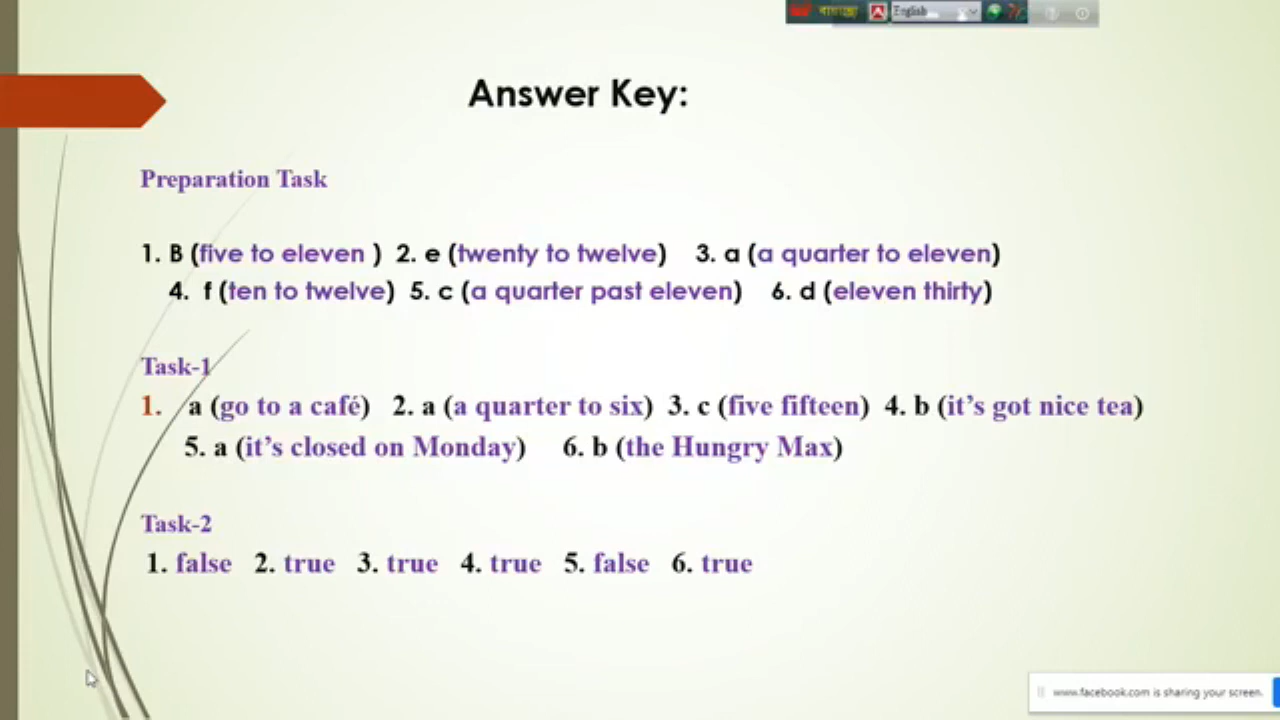 English
Answer Key:
Preparation Task
1. B (five to eleven ) 2. e (twenty to twelve) 3. a (a quarter to eleven)
4. f (ten to twelve) 5. c (a quarter past eleven) 6. d (eleven thirty)
Task-1
1. a (go to a café) 2. a (a quarter to six) 3. c (five fifteen) 4. b (it’s got nice tea)
5. a (it’s closed on Monday) 6. b (the Hungry Max)
Task-2
1. false 2. true 3. true 4. true 5. false 6. true
www.facebook.com is sharing your screen.